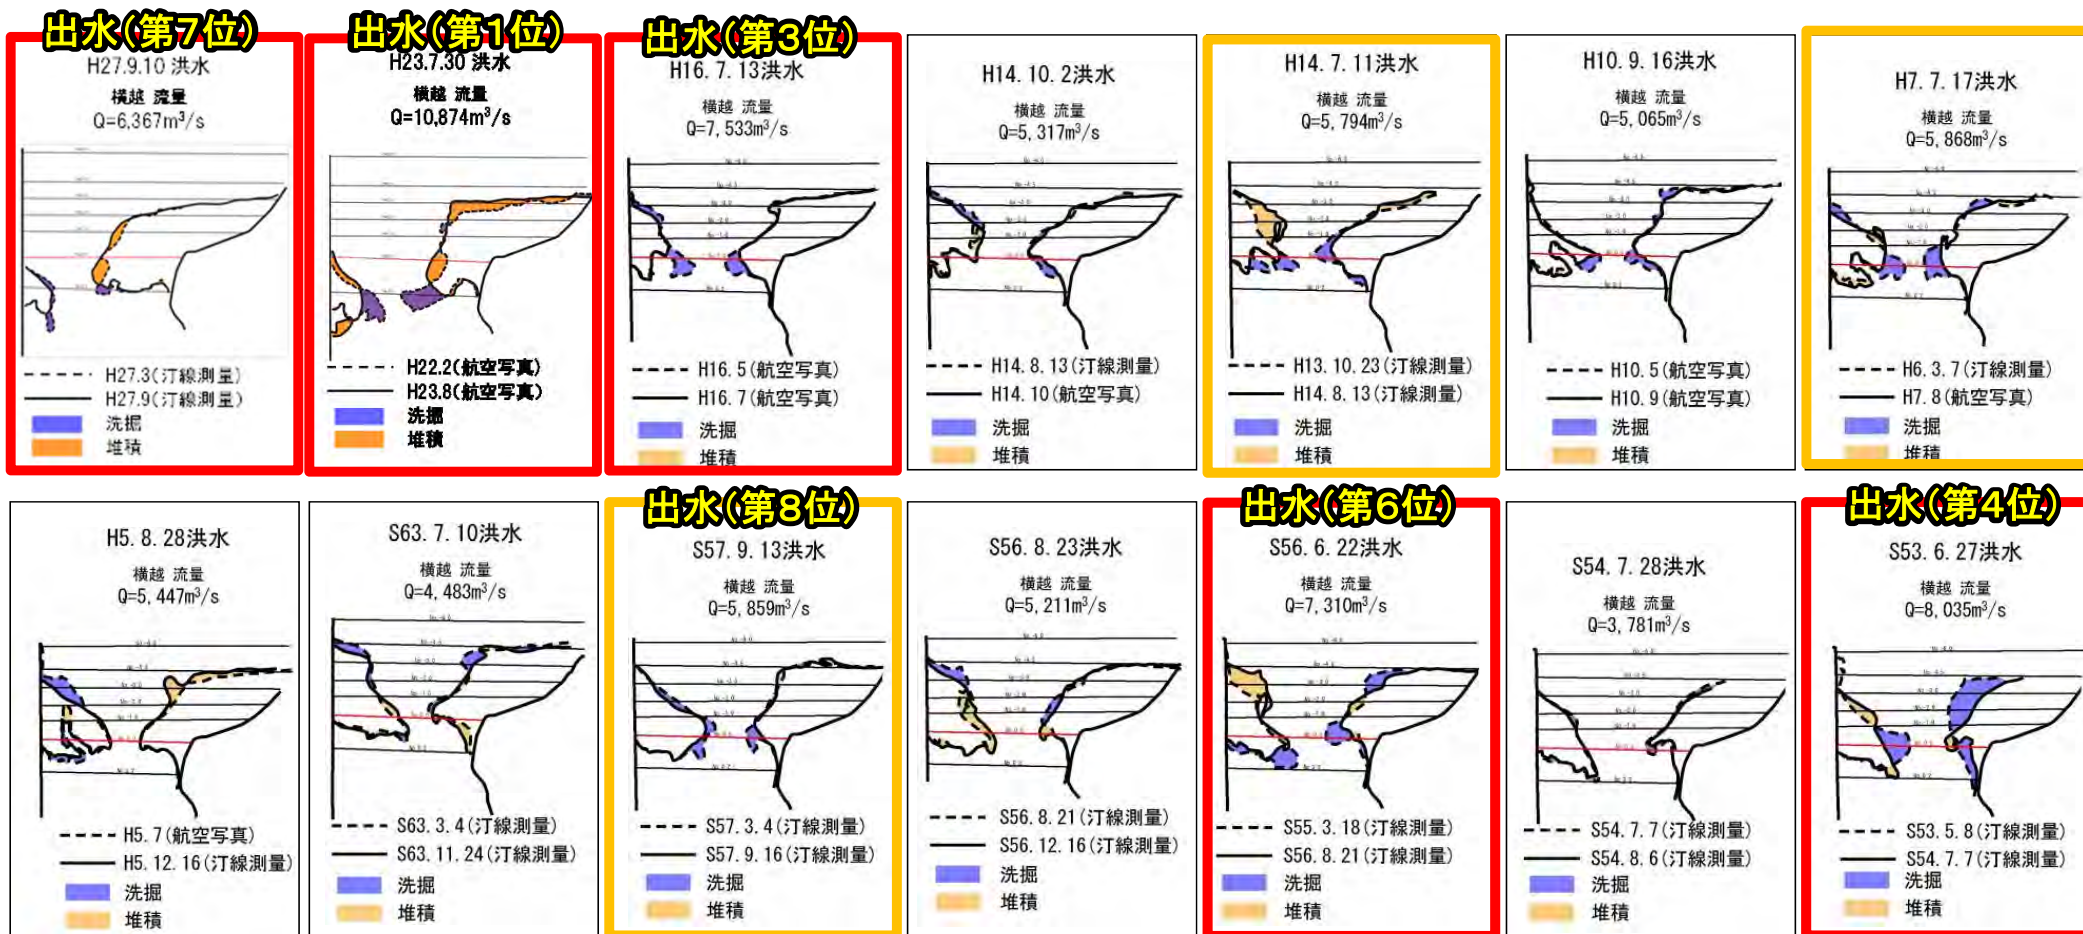 出水(第7位)
H27.9.10 洪水
横越 流量
Q=6,367m³/s
H27.3(汀線測量)
H27.9(汀線測量)
洗掘
堆積
出水(第1位)
H23.7.30 洪水
横越 流量
Q=10,874m³/s
H22.2(航空写真)
H23.8(航空写真)
洗掘
堆積
出水(第3位)
H16.7.13洪水
横越 流量
Q=7,533m³/s
H16.5(航空写真)
H16.7(航空写真)
洗掘
堆積
H14.10.2洪水
横越 流量
Q=5,317m³/s
H14.8.13(汀線測量)
H14.10(航空写真)
洗掘
堆積
H14.7.11洪水
横越 流量
Q=5,794m³/s
H13.10.23(汀線測量)
H14.8.13(汀線測量)
洗掘
堆積
H10.9.16洪水
横越 流量
Q=5,065m³/s
H10.5(航空写真)
H10.9(航空写真)
洗掘
堆積
H7.7.17洪水
横越 流量
Q=5,868m³/s
H6.3.7(汀線測量)
H7.8(航空写真)
洗掘
堆積
H5.8.28洪水
横越 流量
Q=5,447m³/s
H5.7(航空写真)
H5.12.16(汀線測量)
洗掘
堆積
S63.7.10洪水
横越 流量
Q=4,483m³/s
S63.3.4(汀線測量)
S63.11.24(汀線測量)
洗掘
堆積
出水(第8位)
S57.9.13洪水
横越 流量
Q=5,859m³/s
S57.3.4(汀線測量)
S57.9.16(汀線測量)
洗掘
堆積
S56.8.23洪水
横越 流量
Q=5,211m³/s
S56.8.21(汀線測量)
S56.12.16(汀線測量)
洗掘
堆積
出水(第6位)
S56.6.22洪水
横越 流量
Q=7,310m³/s
S55.3.18(汀線測量)
S56.8.21(汀線測量)
洗掘
堆積
S54.7.28洪水
横越 流量
Q=3,781m³/s
S54.7.7(汀線測量)
S54.8.6(汀線測量)
洗掘
堆積
出水(第4位)
S53.6.27洪水
横越 流量
Q=8,035m³/s
S53.5.8(汀線測量)
S54.7.7(汀線測量)
洗掘
堆積